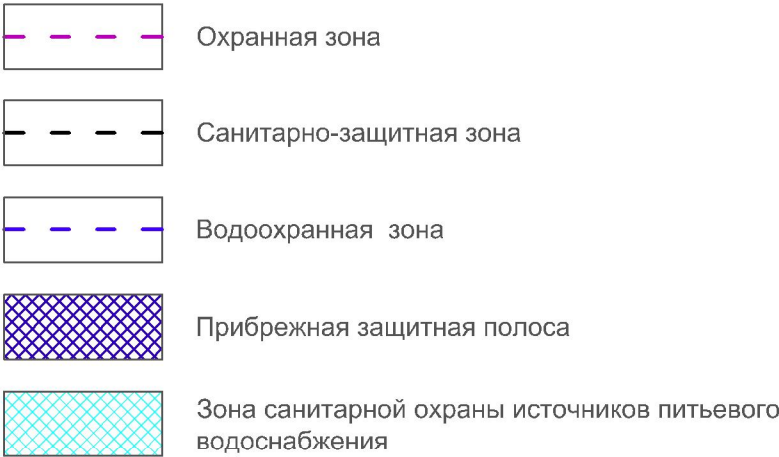 Охранная зона
Санитарно-защитная зона
Водоохранная зона
Прибрежная защитная полоса
Зона санитарной охраны источников питьевого
водоснабжения